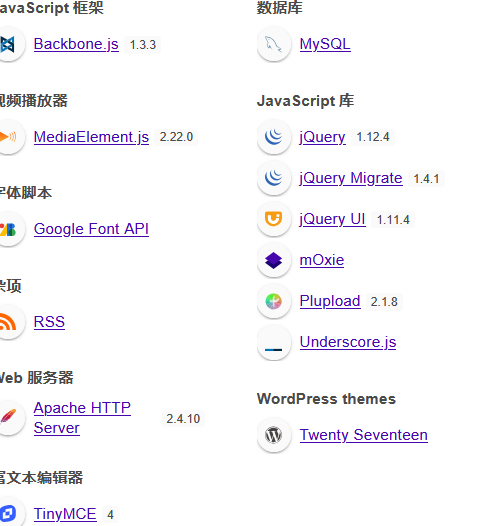 JavaScript 框架
Backbone.js 1.3.3
视频播放器
MediaElement.js 2.22.0
字体脚本
Google Font API
杂项
RSS
Web 服务器
Apache HTTP
Server 2.4.10
富文本编辑器
TinyMCE 4
数据库
MySQL
JavaScript 库
jQuery 1.12.4
jQuery Migrate 1.4.1
jQuery UI 1.11.4
mOxie
Plupload 2.1.8
Underscore.js
WordPress themes
Twenty Seventeen